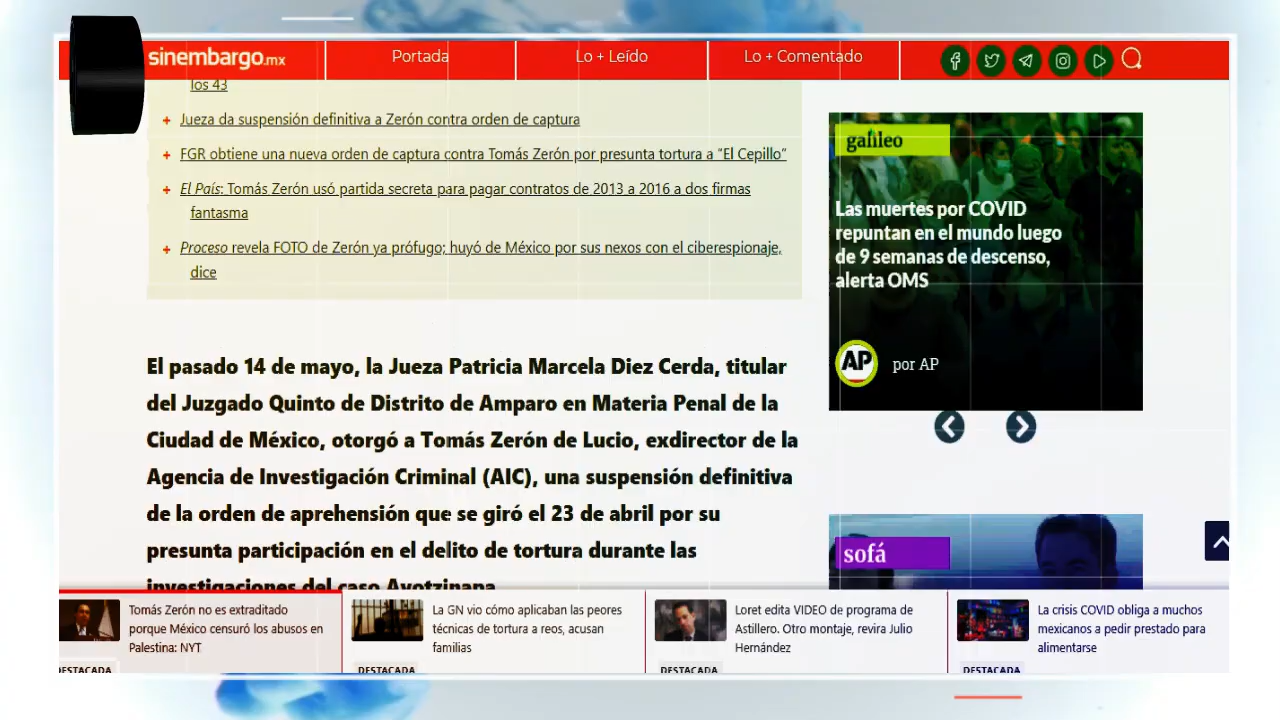 sinembargo.mx
Portada
Lo + Leído
Lo + Comentado
los 43
Jueza da suspensión definitiva a Zerón contra orden de captura
FGR obtiene una nueva orden de captura contra Tomás Zerón por presunta tortura a “El Cepillo”
El País: Tomás Zerón usó partida secreta para pagar contratos de 2013 a 2016 a dos firmas
fantasma
Proceso revela FOTO de Zerón ya prófugo; huyó de México por sus nexos con el ciberespionaje,
dice
El pasado 14 de mayo, la Jueza Patricia Marcela Diez Cerda, titular
del Juzgado Quinto de Distrito de Amparo en Materia Penal de la
Ciudad de México, otorgó a Tomás Zerón de Lucio, exdirector de la
Agencia de Investigación Criminal (AIC), una suspensión definitiva
de la orden de aprehensión que se giró el 23 de abril por su
presunta participación en el delito de tortura durante las
investigaciones del caso Ayotzinapa
galileo
Las muertes por COVID
repuntan en el mundo luego
de 9 semanas de descenso,
alerta OMS
AP
por AP
sofá
Tomás Zerón no es extraditado
porque México censuró los abusos en
Palestina: NYT
DESTACADA
La GN vio cómo aplicaban las peores
técnicas de tortura a reos, acusan
familias
DESTACADA
Loret edita VIDEO de programa de
Astillero. Otro montaje, revira Julio
Hernández
DESTACADA
La crisis COVID obliga a muchos
mexicanos a pedir prestado para
alimentarse
DESTACADA